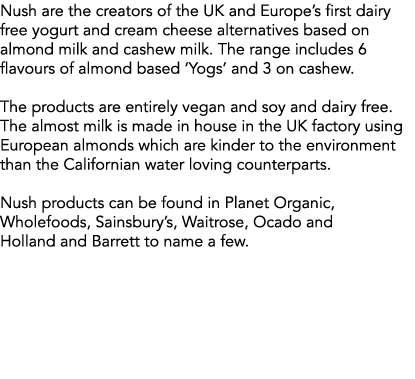 Nush are the creators of the UK and Europe’s first dairy
free yogurt and cream cheese alternatives based on
almond milk and cashew milk. The range includes 6
flavours of almond based ‘Yogs’ and 3 on cashew.

The products are entirely vegan and soy and dairy free.
The almost milk is made in house in the UK factory using
European almonds which are kinder to the environment
than the Californian water loving counterparts.

Nush products can be found in Planet Organic,
Wholefoods, Sainsbury’s, Waitrose, Ocado and
Holland and Barrett to name a few.